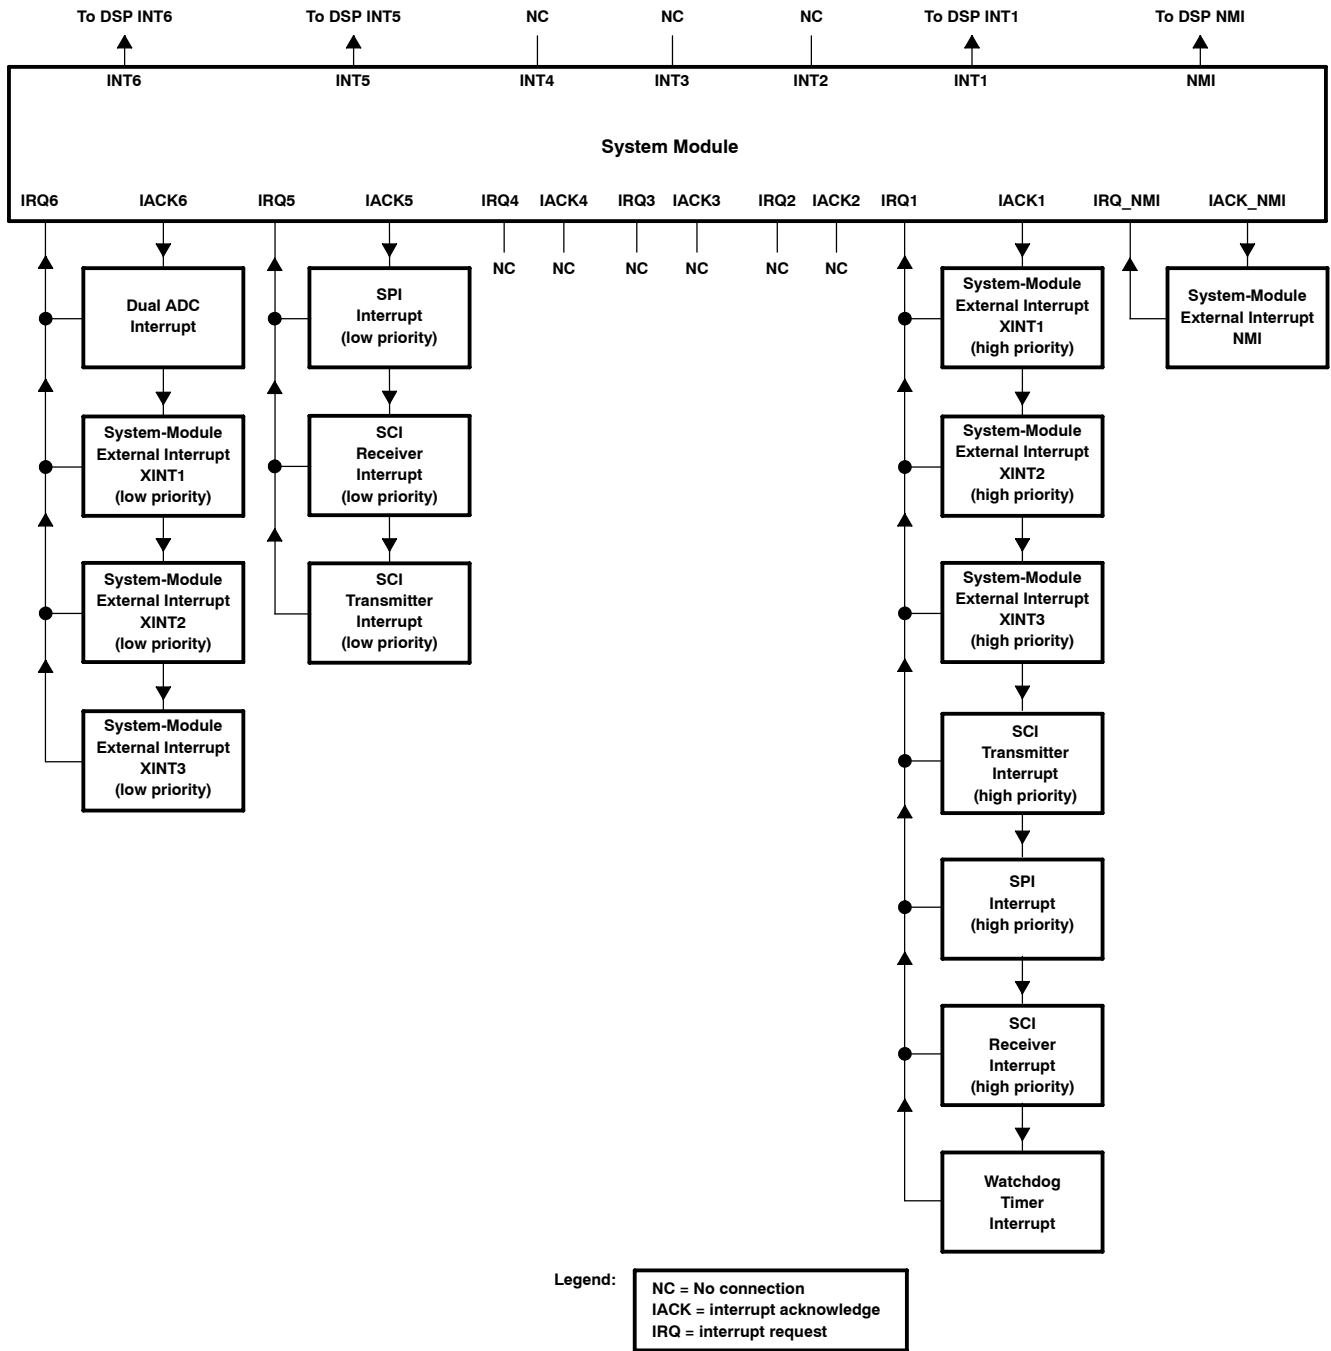 To DSP INT6
To DSP INT5
NC
NC
NC
To DSP INT1
To DSP NMI
INT6
INT5
INT4
INT3
INT2
INT1
NMI
System Module
IRQ6
IACK6
IRQ5
IACK5
IRQ4
IACK4
IRQ3
IACK3
IRQ2
IACK2
IRQ1
IACK1
IRQ_NMI
IACK_NMI
NC
NC
NC
NC
NC
NC
Dual ADC
Interrupt
System-Module
External Interrupt
XINT1
(low priority)
System-Module
External Interrupt
XINT2
(low priority)
System-Module
External Interrupt
XINT3
(low priority)
SPI
Interrupt
(low priority)
SCI
Receiver
Interrupt
(low priority)
SCI
Transmitter
Interrupt
(low priority)
System-Module
External Interrupt
XINT1
(high priority)
System-Module
External Interrupt
XINT2
(high priority)
System-Module
External Interrupt
XINT3
(high priority)
SCI
Transmitter
Interrupt
(high priority)
SPI
Interrupt
(high priority)
SCI
Receiver
Interrupt
(high priority)
Watchdog
Timer
Interrupt
System-Module
External Interrupt
NMI
Legend:
NC = No connection
IACK = interrupt acknowledge
IRQ = interrupt request